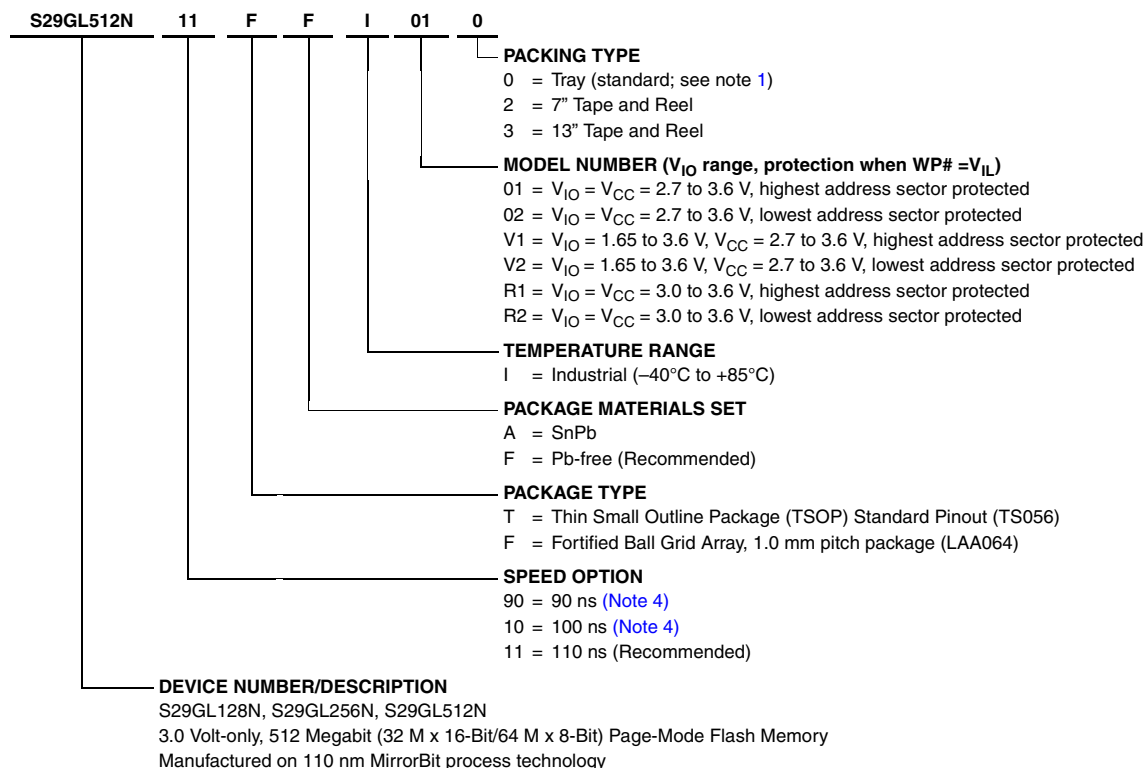 S29GL512N 11 F F I 01 0
PACKING TYPE
0 = Tray (standard; see note 1)
2 = 7” Tape and Reel
3 = 13” Tape and Reel
MODEL NUMBER (VIO range, protection when WP# =VIL)
01 = VIO = VCC = 2.7 to 3.6 V, highest address sector protected
02 = VIO = VCC = 2.7 to 3.6 V, lowest address sector protected
V1 = VIO = 1.65 to 3.6 V, VCC = 2.7 to 3.6 V, highest address sector protected
V2 = VIO = 1.65 to 3.6 V, VCC = 2.7 to 3.6 V, lowest address sector protected
R1 = VIO = VCC = 3.0 to 3.6 V, highest address sector protected
R2 = VIO = VCC = 3.0 to 3.6 V, lowest address sector protected
TEMPERATURE RANGE
I = Industrial (–40°C to +85°C)
PACKAGE MATERIALS SET
A = SnPb
F = Pb-free (Recommended)
PACKAGE TYPE
T = Thin Small Outline Package (TSOP) Standard Pinout (TS056)
F = Fortified Ball Grid Array, 1.0 mm pitch package (LAA064)
SPEED OPTION
90 = 90 ns (Note 4)
10 = 100 ns (Note 4)
11 = 110 ns (Recommended)
DEVICE NUMBER/DESCRIPTION
S29GL128N, S29GL256N, S29GL512N
3.0 Volt-only, 512 Megabit (32 M x 16-Bit/64 M x 8-Bit) Page-Mode Flash Memory
Manufactured on 110 nm MirrorBit process technology